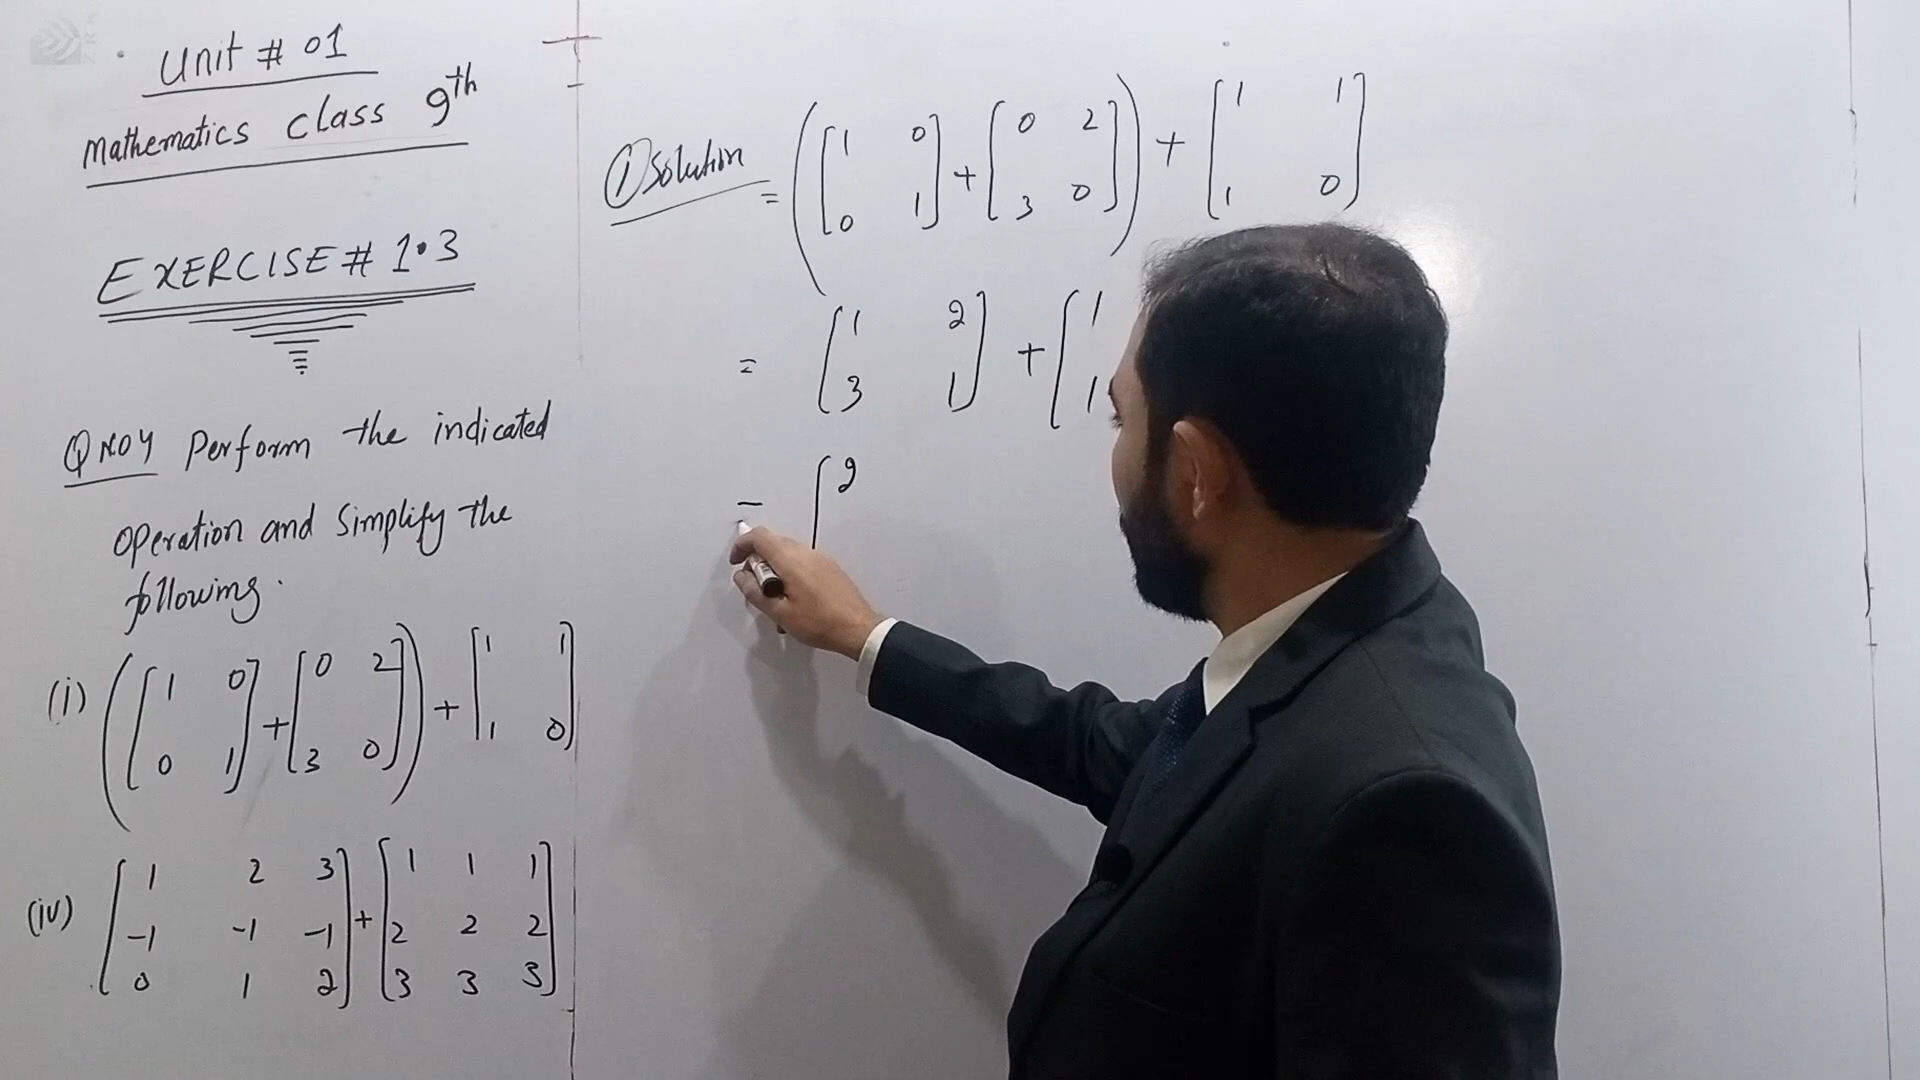 Unit # 01
Mathematics class 9th
EXERCISE # 1.3
Q NO 4 Perform the indicated
operation and simplify the
following.
(i) ([1 0
0 1] + [0 2
3 0]) + [1 1
1 0]
(iv) [1 2 3
-1 -1 -1
0 1 2] + [1 1 1
2 2 2
3 3 3]
(i) Solution = ([1 0
0 1] + [0 2
3 0]) + [1 1
1 0]
= [1 2
3 1] + [1
1
= [2